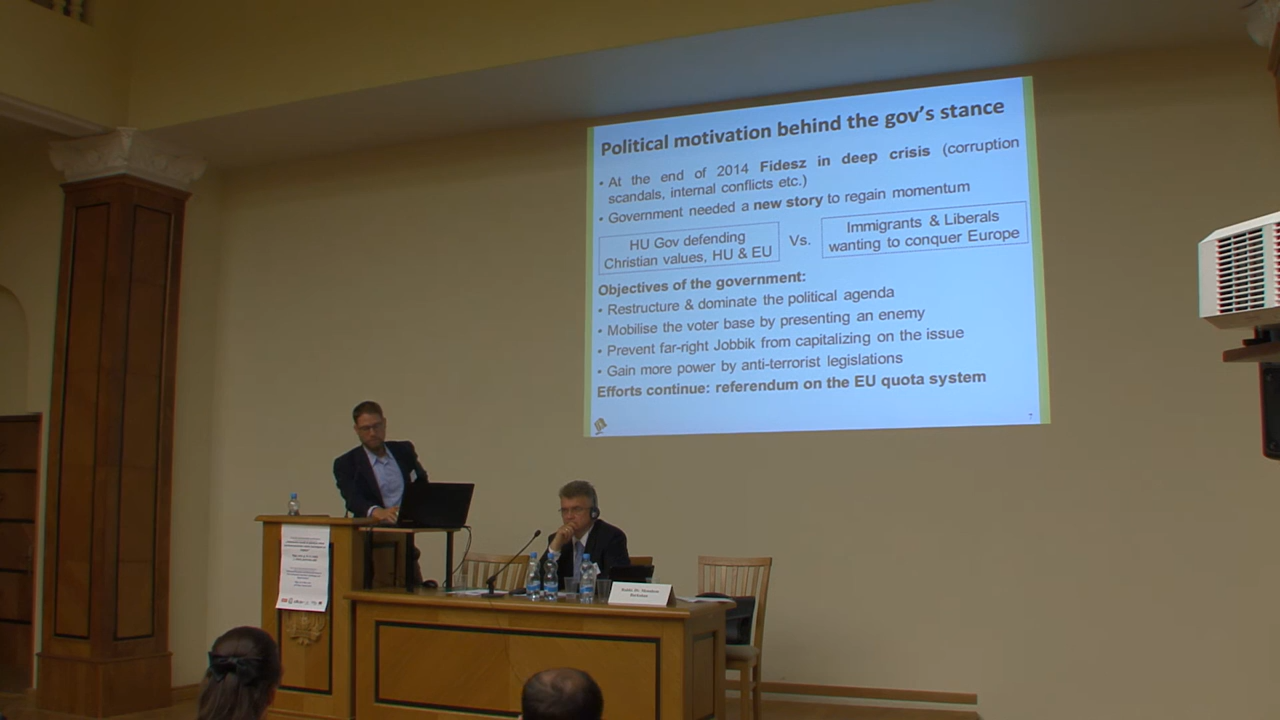 Political motivation behind the gov's stance
• At the end of 2014 Fidesz in deep crisis (corruption
scandals, internal conflicts etc.)
• Government needed a new story to regain momentum
HU Gov defending
Christian values, HU & EU
Vs.
Immigrants & Liberals
wanting to conquer Europe
Objectives of the government:
• Restructure & dominate the political agenda
• Mobilise the voter base by presenting an enemy
• Prevent far-right Jobbik from capitalizing on the issue
• Gain more power by anti-terrorist legislations
Efforts continue: referendum on the EU quota system
7